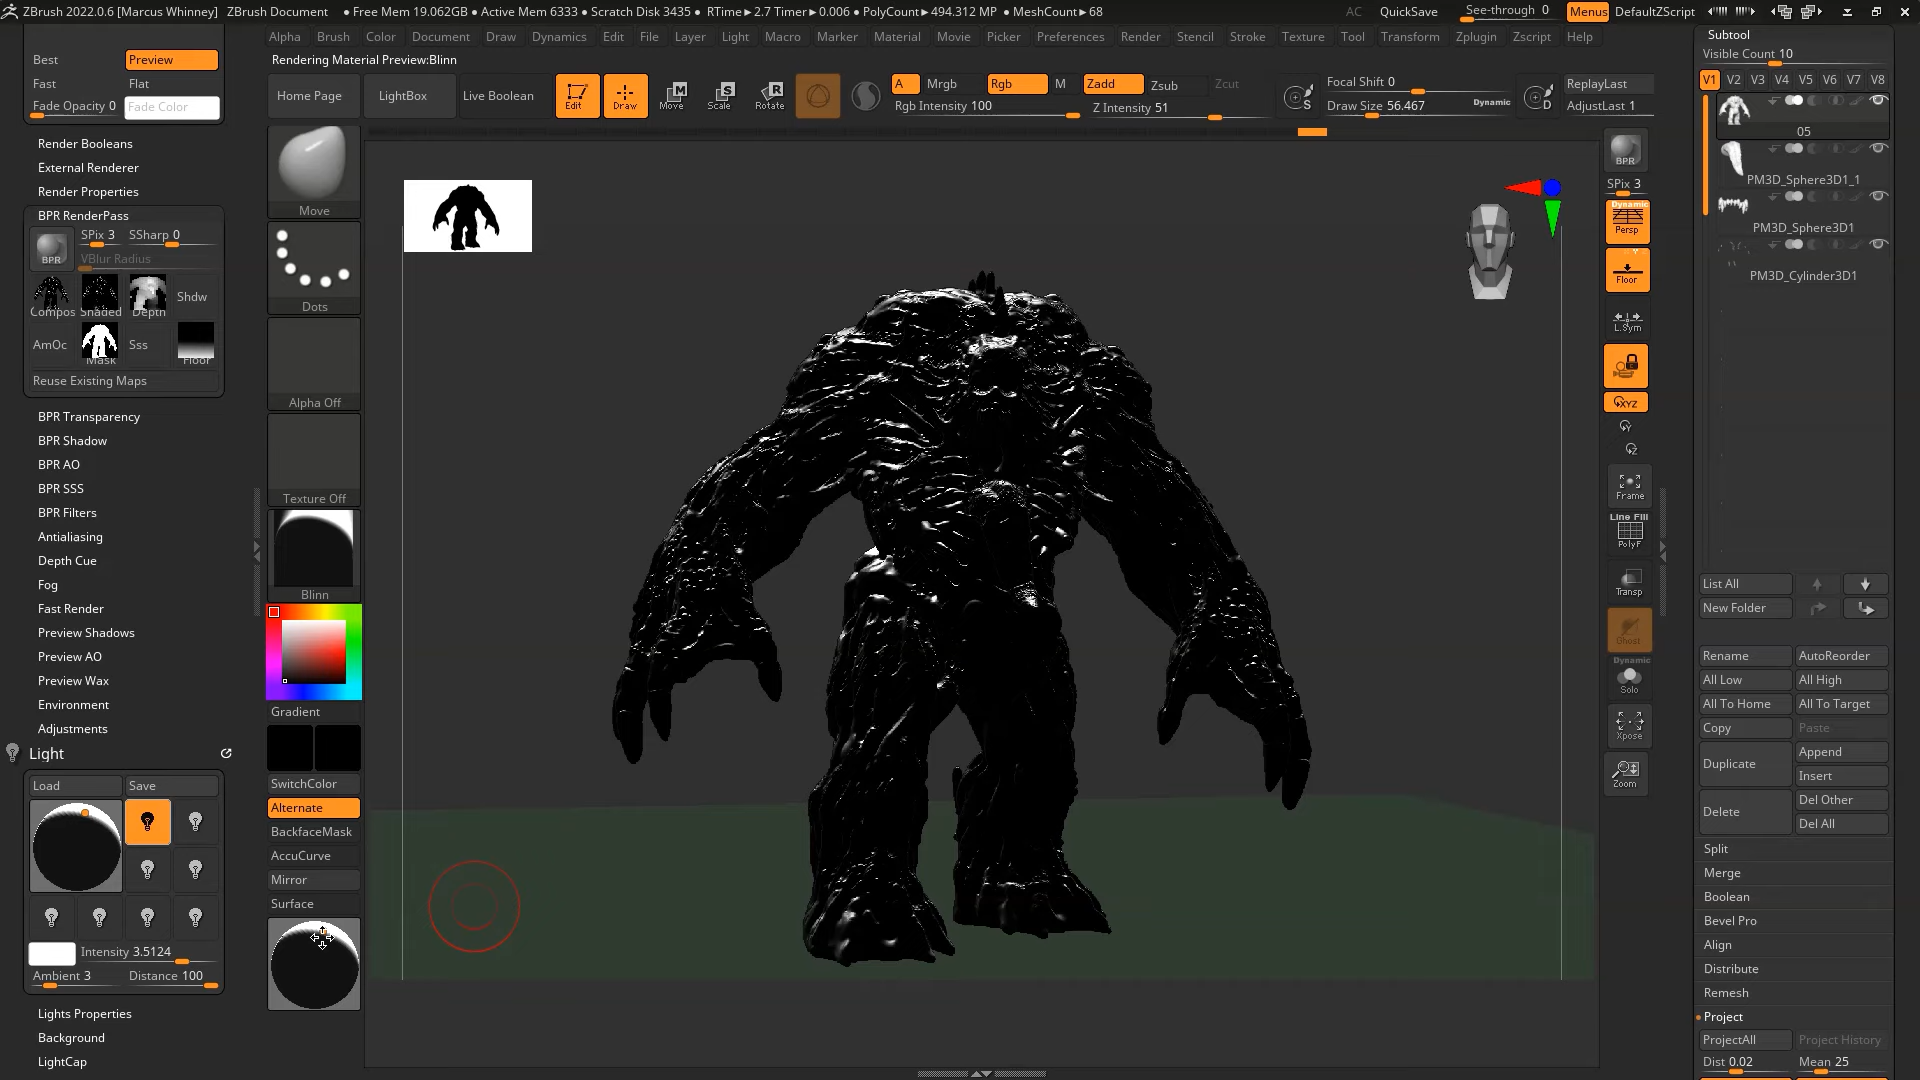 ZBrush 2022.0.6 [Marcus Whinney] ZBrush Document • Free Mem 19.062GB • Active Mem 6333 • Scratch Disk 3435 • RTime►2.7 Timer►0.006 • PolyCount►494.312 MP • MeshCount►68 AC QuickSave See-through 0 Menus DefaultZScript
Alpha Brush Color Document Draw Dynamics Edit File Layer Light Macro Marker Material Movie Picker Preferences Render Stencil Stroke Texture Tool Transform Zplugin Zscript Help
Rendering Material Preview:Blinn
Best Preview
Fast Flat
Fade Opacity 0 Fade Color
Render Booleans
External Renderer
Render Properties
BPR RenderPass
BPR SPix 3 SSharp 0
VBlur Radius
Compos Shaded Depth Shdw
AmOc Mask Sss Floor
Reuse Existing Maps
BPR Transparency
BPR Shadow
BPR AO
BPR SSS
BPR Filters
Antialiasing
Depth Cue
Fog
Fast Render
Preview Shadows
Preview AO
Preview Wax
Environment
Adjustments
Light
Load Save
Intensity 3.5124
Ambient 3 Distance 100
Lights Properties
Background
LightCap
Home Page LightBox Live Boolean Edit Draw Move Scale Rotate
A Mrgb Rgb M Zadd Zsub Zcut
Rgb Intensity 100 Z Intensity 51
S Focal Shift 0
Draw Size 56.467 Dynamic D
ReplayLast
AdjustLast 1
Move
Dots
Alpha Off
Texture Off
Blinn
Gradient
SwitchColor
Alternate
BackfaceMask
AccuCurve
Mirror
Surface
BPR
SPix 3
Dynamic
Persp
Floor
L.Sym
XYZ
Frame
Line Fill
PolyF
Transp
Ghost
Dynamic
Solo
Xpose
Zoom
Subtool
Visible Count 10
V1 V2 V3 V4 V5 V6 V7 V8
05
PM3D_Sphere3D1_1
PM3D_Sphere3D1
PM3D_Cylinder3D1
List All
New Folder
Rename AutoReorder
All Low All High
All To Home All To Target
Copy Paste
Duplicate Append
Insert
Delete Del Other
Del All
Split
Merge
Boolean
Bevel Pro
Align
Distribute
Remesh
Project
ProjectAll Project History
Dist 0.02 Mean 25